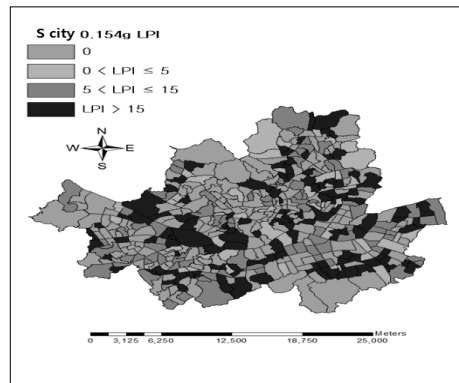 S city 0.154g LPI
0
0 < LPI ≤ 5
5 < LPI ≤ 15
LPI > 15
N
W E
S
Meters
0 3,125 6,250 12,500 18,750 25,000